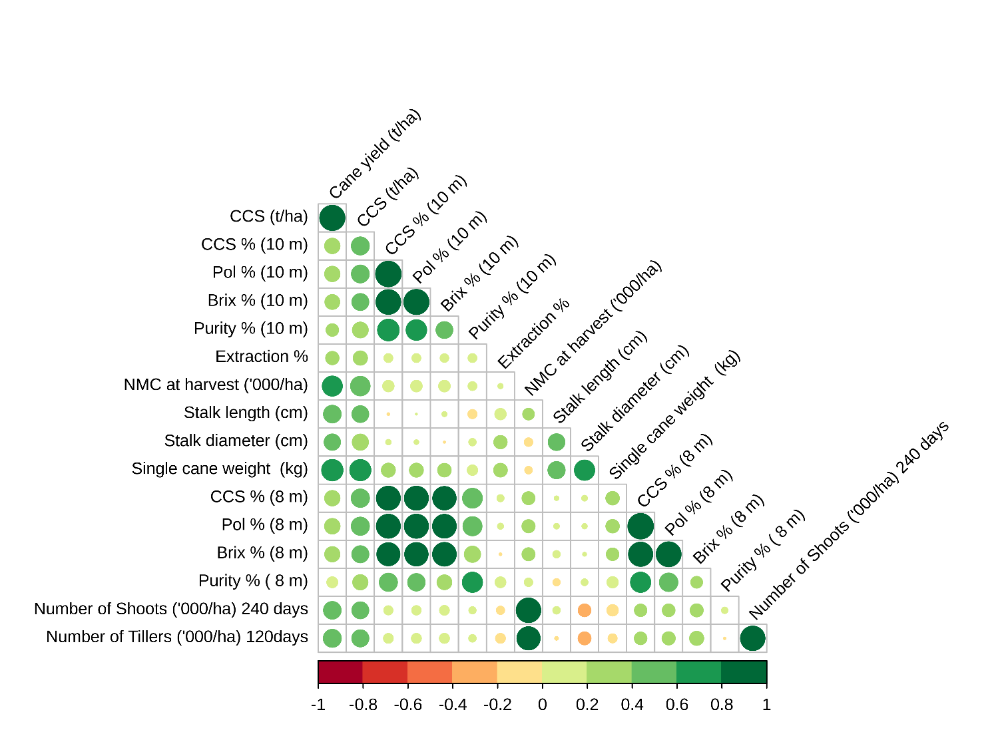 Cane yield (t/ha)
CCS (t/ha)
CCS % (10 m)
Pol % (10 m)
Brix % (10 m)
Purity % (10 m)
Extraction %
NMC at harvest ('000/ha)
Stalk length (cm)
Stalk diameter (cm)
Single cane weight  (kg)
CCS % (8 m)
Pol % (8 m)
Brix % (8 m)
Purity % ( 8 m)
Number of Shoots ('000/ha) 240 days
CCS (t/ha)
CCS % (10 m)
Pol % (10 m)
Brix % (10 m)
Purity % (10 m)
Extraction %
NMC at harvest ('000/ha)
Stalk length (cm)
Stalk diameter (cm)
Single cane weight  (kg)
CCS % (8 m)
Pol % (8 m)
Brix % (8 m)
Purity % ( 8 m)
Number of Shoots ('000/ha) 240 days
Number of Tillers ('000/ha) 120days
-1 -0.8 -0.6 -0.4 -0.2 0 0.2 0.4 0.6 0.8 1